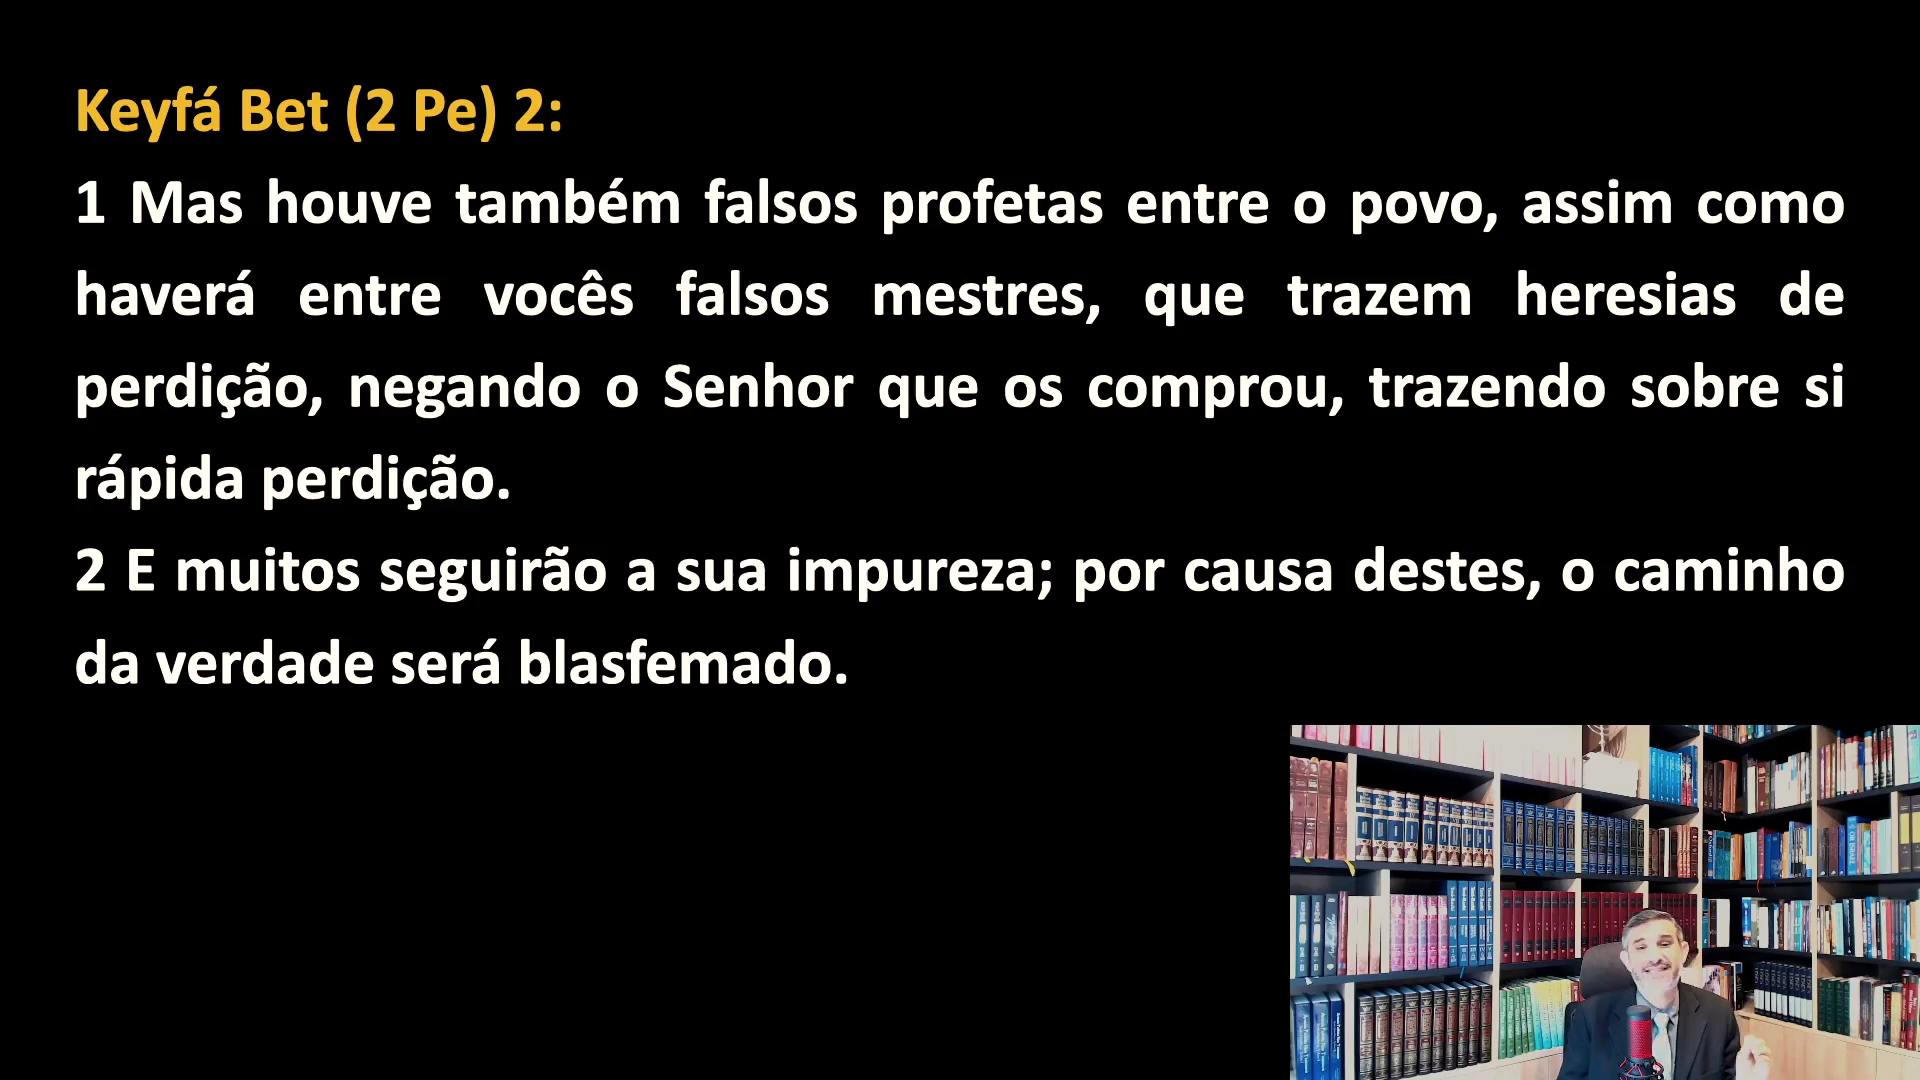 Keyfá Bet (2 Pe) 2:
1 Mas houve também falsos profetas entre o povo, assim como
haverá entre vocês falsos mestres, que trazem heresias de
perdição, negando o Senhor que os comprou, trazendo sobre si
rápida perdição.
2 E muitos seguirão a sua impureza; por causa destes, o caminho
da verdade será blasfemado.